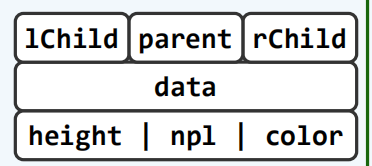 lChild parent rChild
data
height | npl | color